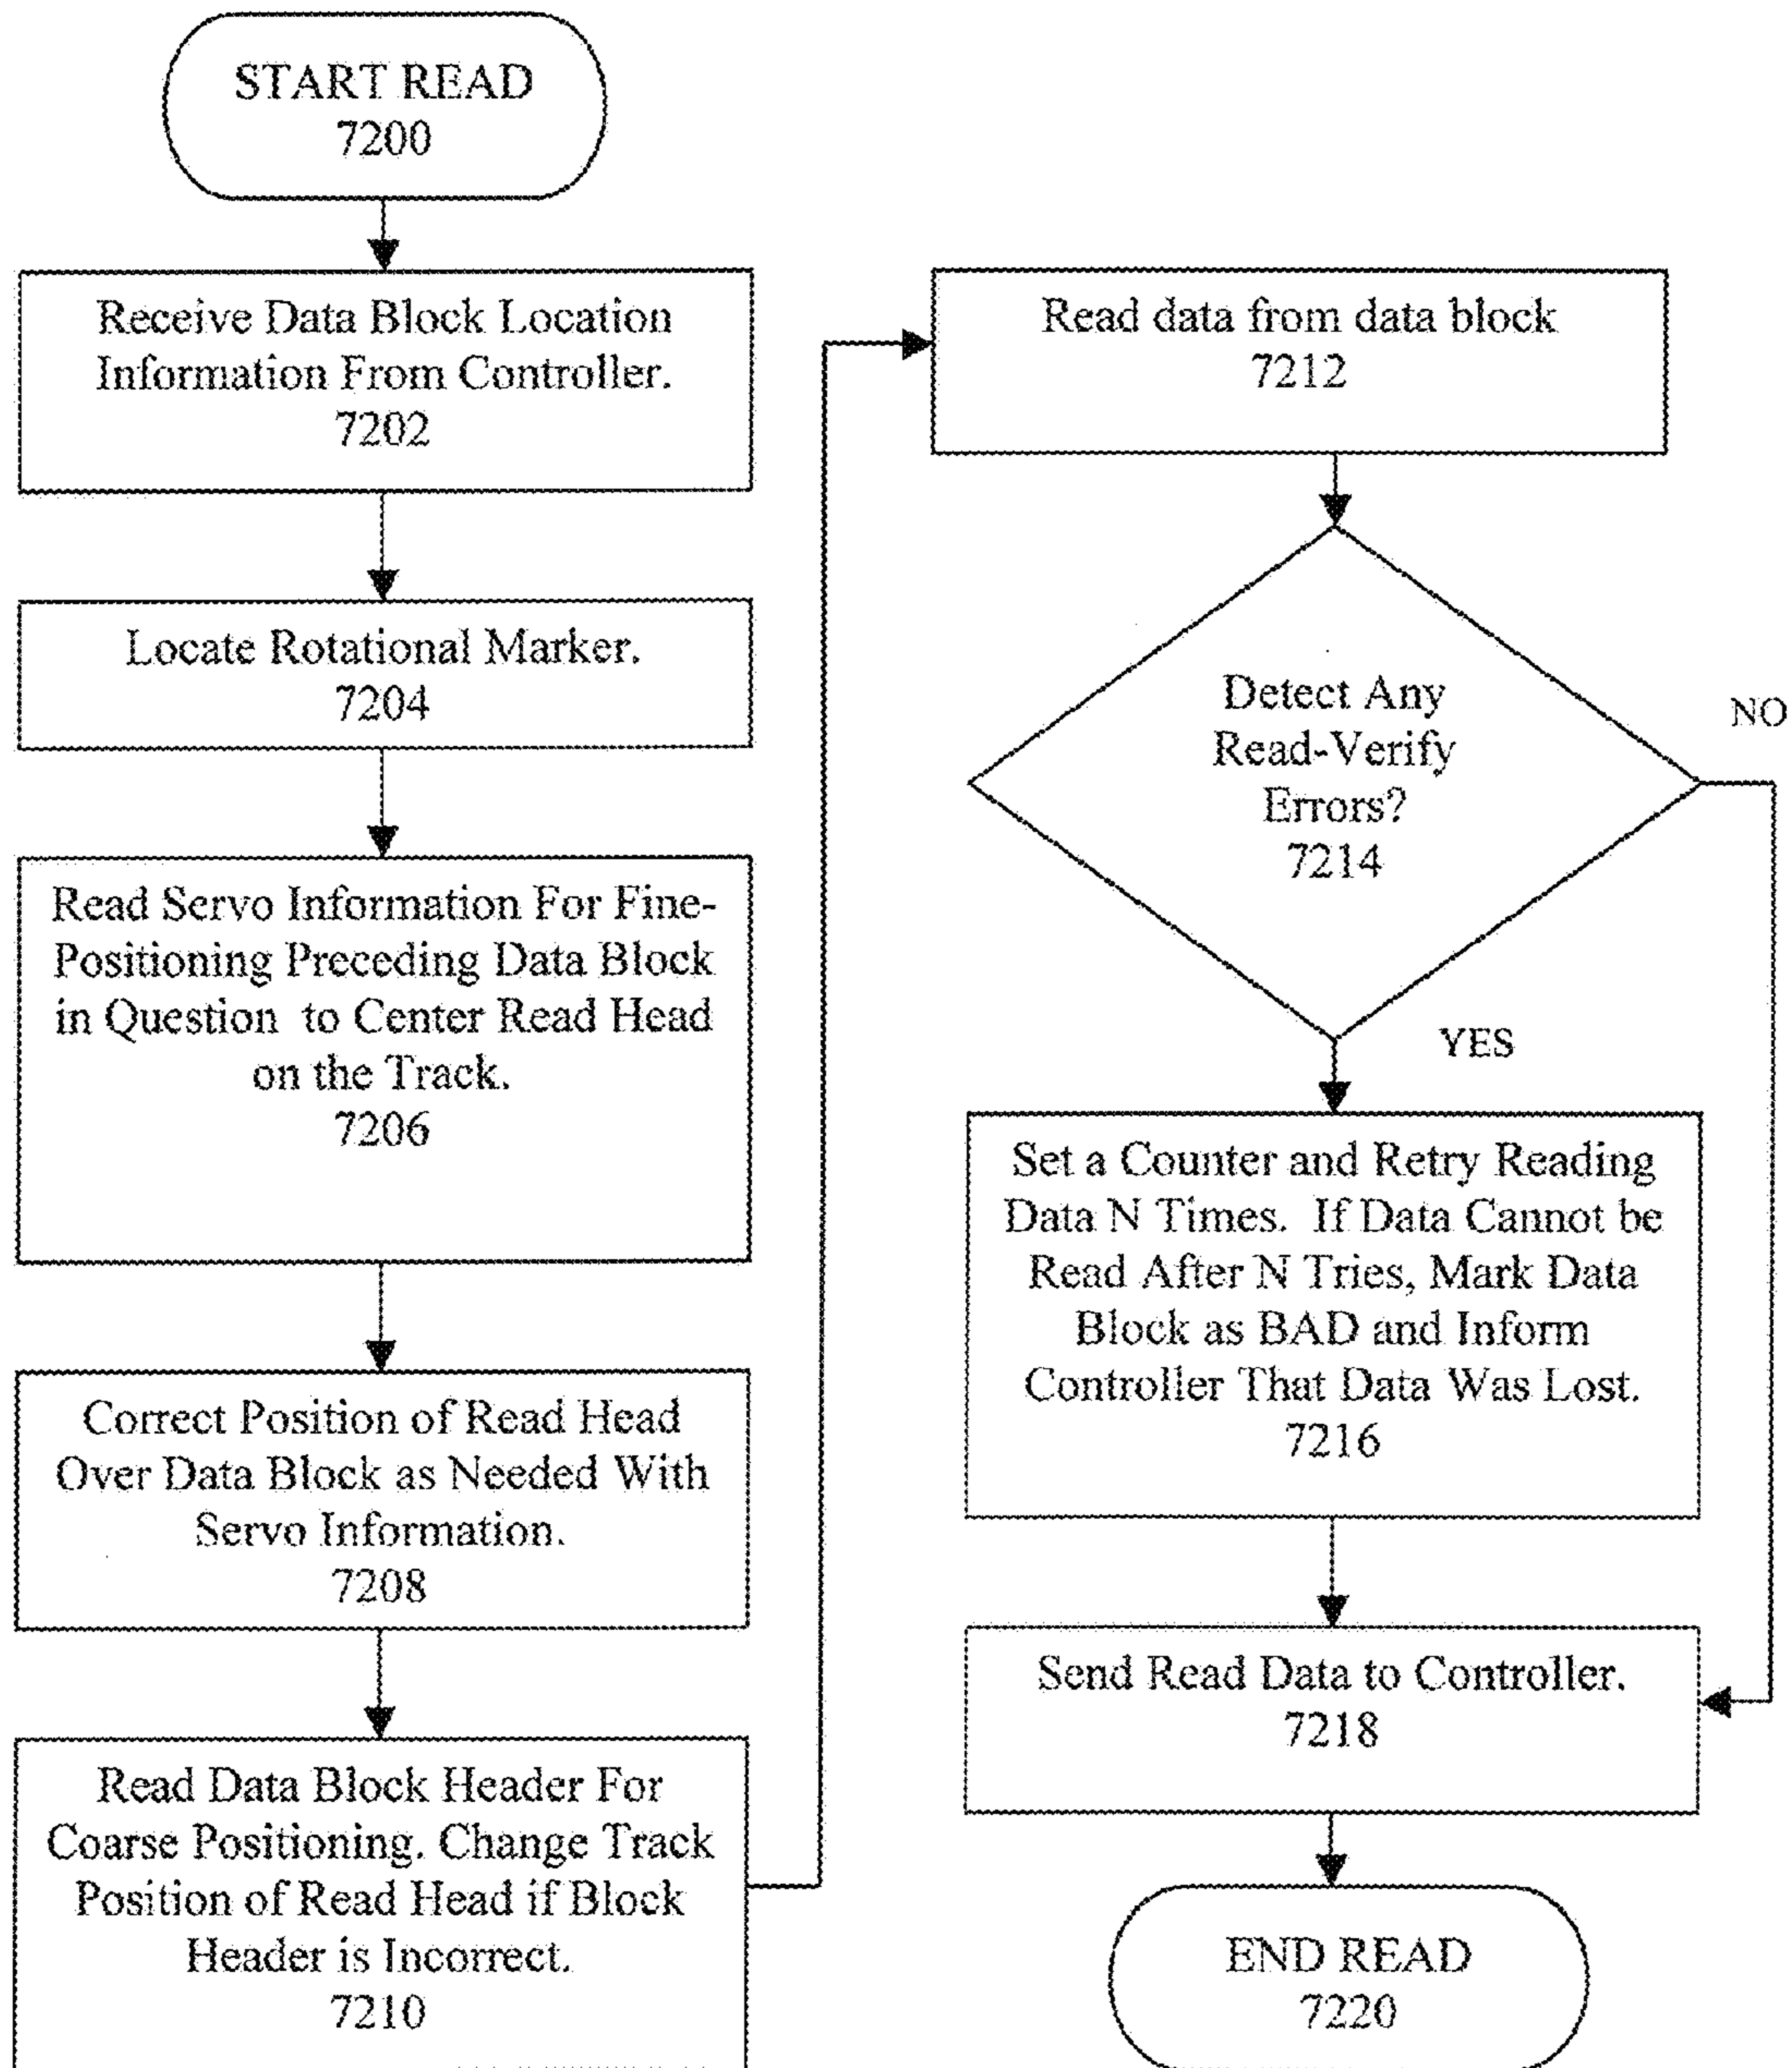 START READ
7200
Receive Data Block Location
Information From Controller.
7202
Locate Rotational Marker.
7204
Read Servo Information For Fine-
Positioning Preceding Data Block
in Question to Center Read Head
on the Track.
7206
Correct Position of Read Head
Over Data Block as Needed With
Servo Information.
7208
Read Data Block Header For
Coarse Positioning. Change Track
Position of Read Head if Block
Header is Incorrect.
7210
Read data from data block
7212
Detect Any
Read-Verify
Errors?
7214
NO
YES
Set a Counter and Retry Reading
Data N Times. If Data Cannot be
Read After N Tries, Mark Data
Block as BAD and Inform
Controller That Data Was Lost.
7216
Send Read Data to Controller.
7218
END READ
7220